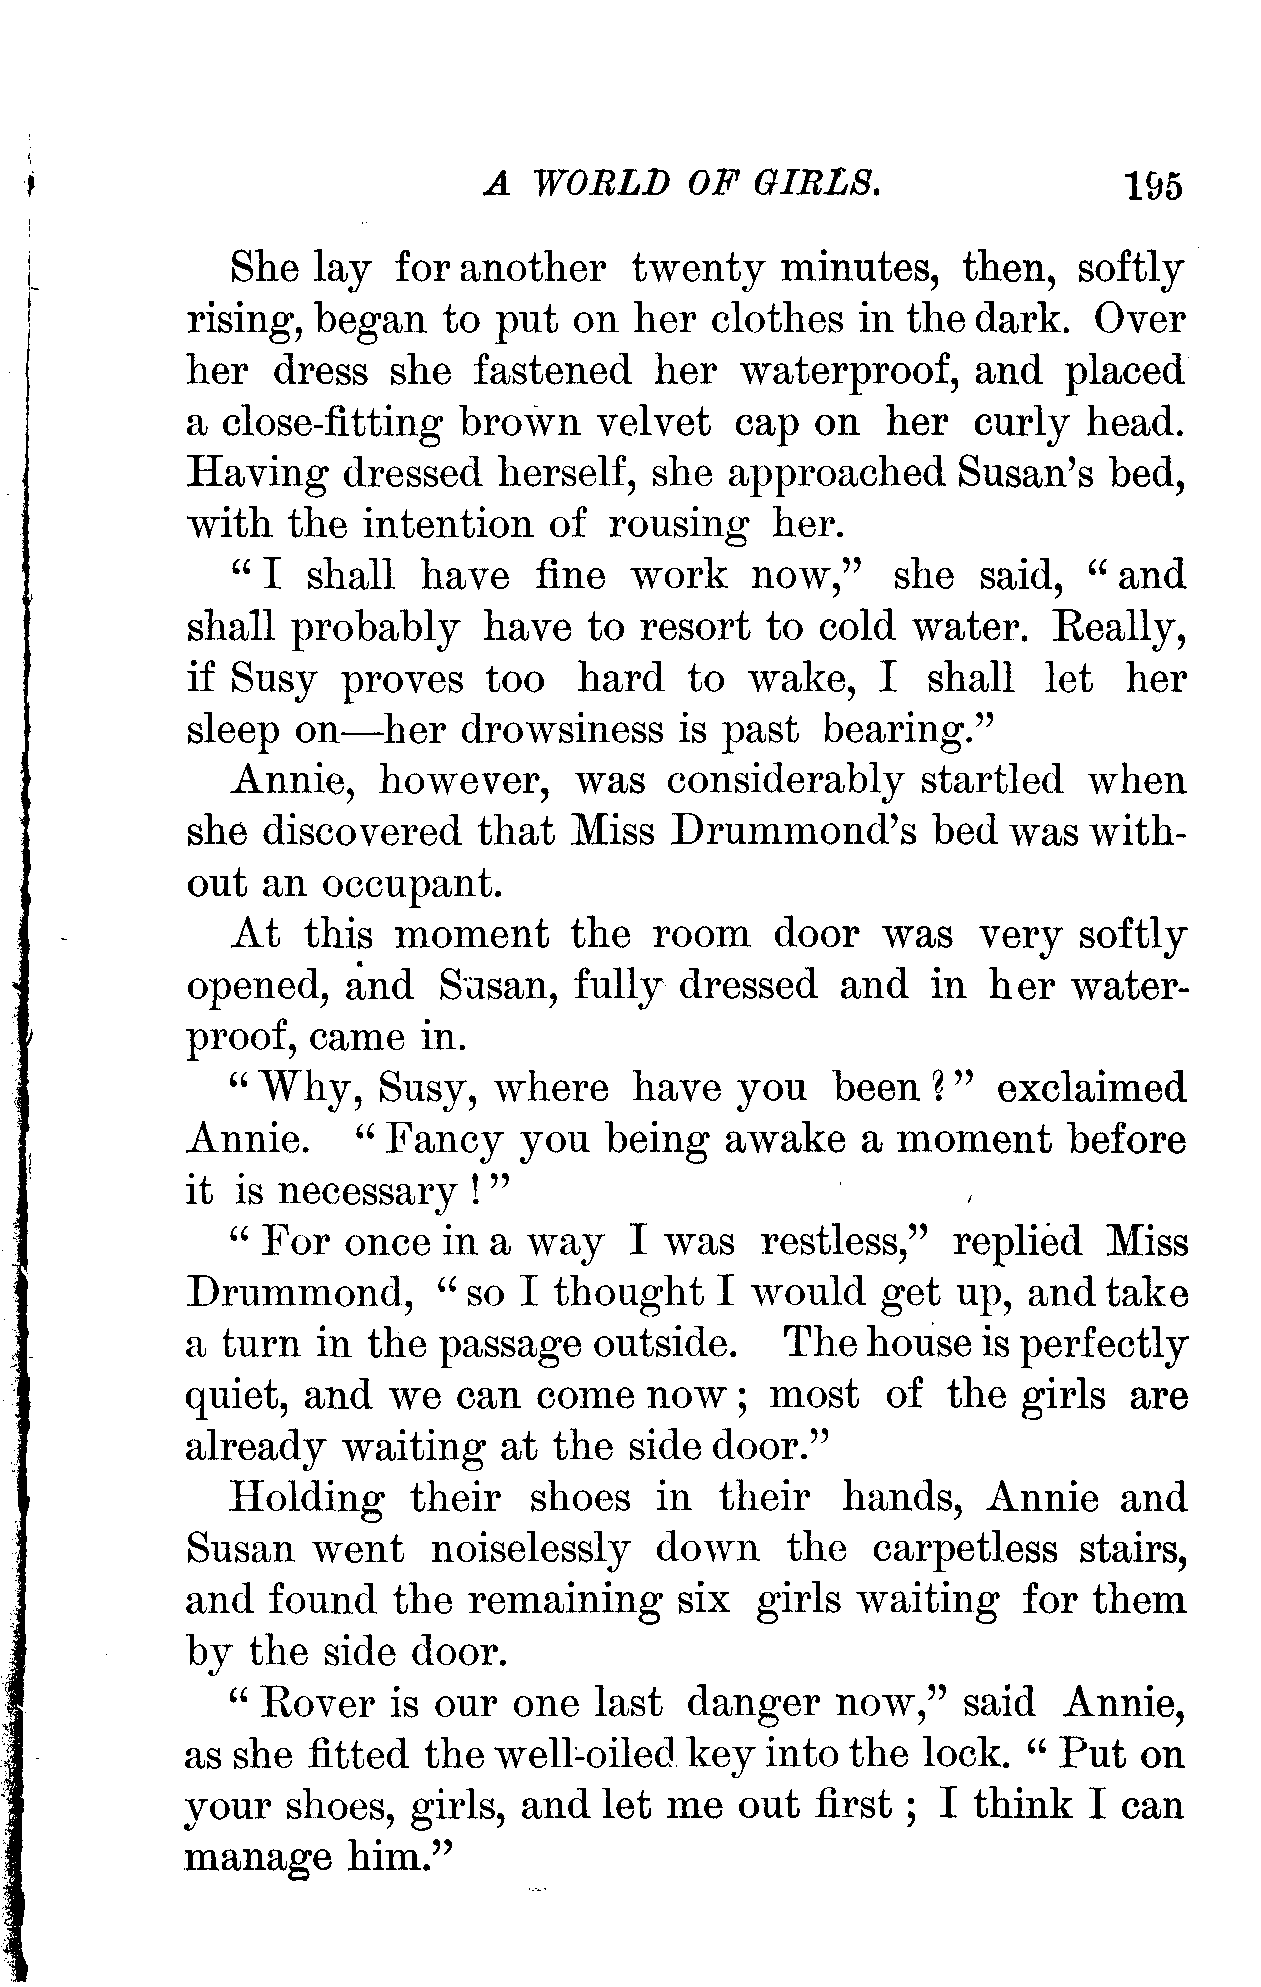 A WORLD OF GIRLS. 195
She lay for another twenty minutes, then, softly
rising, began to put on her clothes in the dark. Over
her dress she fastened her waterproof, and placed
a close-fitting brown velvet cap on her curly head.
Having dressed herself, she approached Susan's bed,
with the intention of rousing her.
“ I shall have fine work now,” she said, “ and
shall probably have to resort to cold water. Really,
if Susy proves too hard to wake, I shall let her
sleep on—her drowsiness is past bearing.”
Annie, however, was considerably startled when
she discovered that Miss Drummond's bed was with-
out an occupant.
At this moment the room door was very softly
opened, and Susan, fully dressed and in her water-
proof, came in.
“ Why, Susy, where have you been ? ” exclaimed
Annie. “ Fancy you being awake a moment before
it is necessary ! ”
“ For once in a way I was restless,” replied Miss
Drummond, “ so I thought I would get up, and take
a turn in the passage outside. The house is perfectly
quiet, and we can come now ; most of the girls are
already waiting at the side door.”
Holding their shoes in their hands, Annie and
Susan went noiselessly down the carpetless stairs,
and found the remaining six girls waiting for them
by the side door.
“ Rover is our one last danger now,” said Annie,
as she fitted the well-oiled key into the lock. “ Put on
your shoes, girls, and let me out first ; I think I can
manage him.”